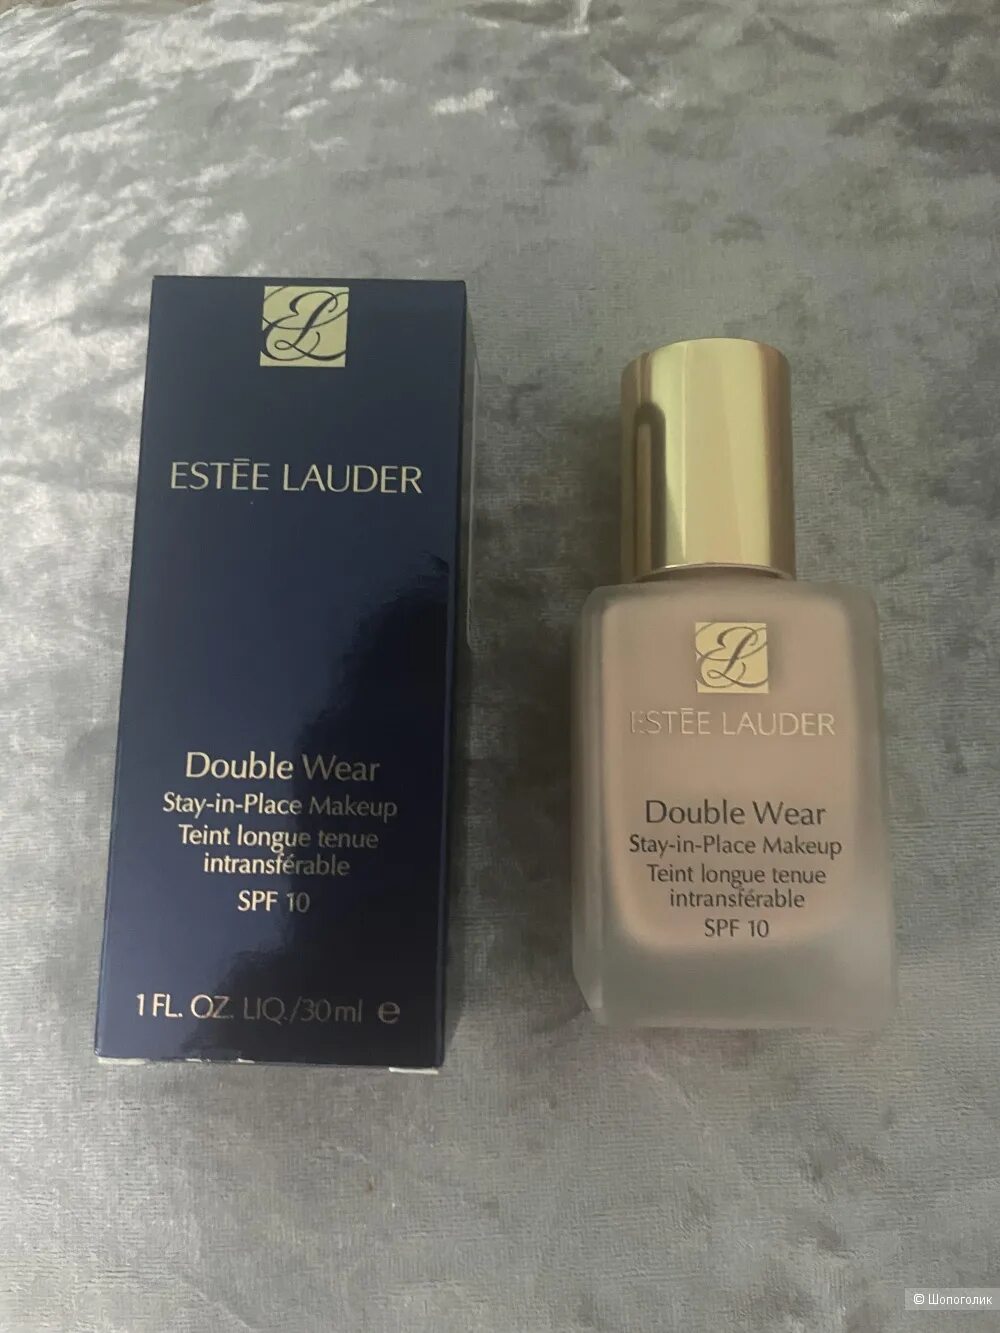 ESTĒE LAUDER
Double Wear
Stay-in-Place Makeup
Teint longue tenue
intransférable
SPF 10
1 FL. OZ. LIQ./30 ml ℮
ESTĒE LAUDER
Double Wear
Stay-in-Place Makeup
Teint longue tenue
intransférable
SPF 10
© Шопоголик